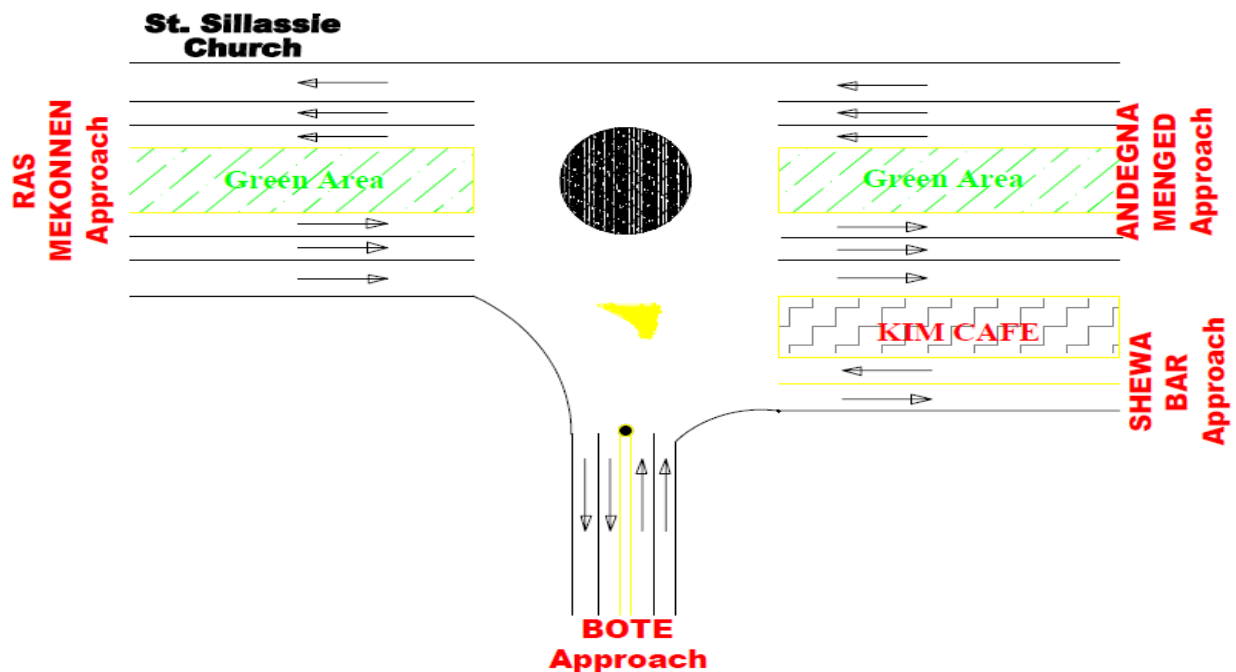 St. Sillassie
Church
RAS
MEKONNEN
Approach
Green Area
Green Area
ANDEGNA
MENGED
Approach
KIM CAFE
SHEWA
BAR
Approach
BOTE
Approach